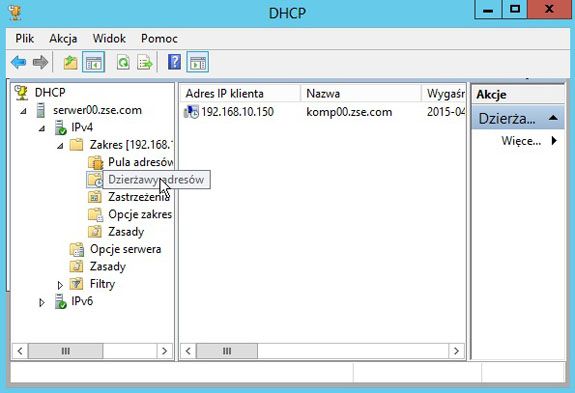 DHCP
Plik Akcja Widok Pomoc
DHCP
serwer00.zse.com
IPv4
Zakres [192.168.
Pula adresów
Dzierżawy adresów
Zastrzeżenia
Opcje zakres
Zasady
Opcje serwera
Zasady
Filtry
IPv6
Adres IP klienta Nazwa Wygaśn
192.168.10.150 komp00.zse.com 2015-04
Akcje
Dzierża...
Więce...